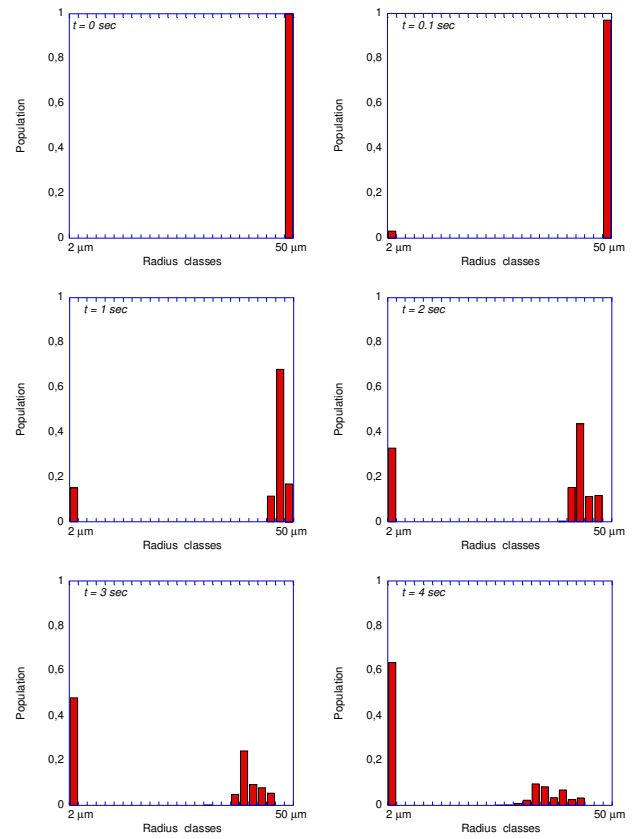 1
t = 0 sec
0,8
0,6
0,4
0,2
0
Population
2 µm
50 µm
Radius classes
1
t = 0.1 sec
0,8
0,6
0,4
0,2
0
Population
2 µm
50 µm
Radius classes
1
t = 1 sec
0,8
0,6
0,4
0,2
0
Population
2 µm
50 µm
Radius classes
1
t = 2 sec
0,8
0,6
0,4
0,2
0
Population
2 µm
50 µm
Radius classes
1
t = 3 sec
0,8
0,6
0,4
0,2
0
Population
2 µm
50 µm
Radius classes
1
t = 4 sec
0,8
0,6
0,4
0,2
0
Population
2 µm
50 µm
Radius classes